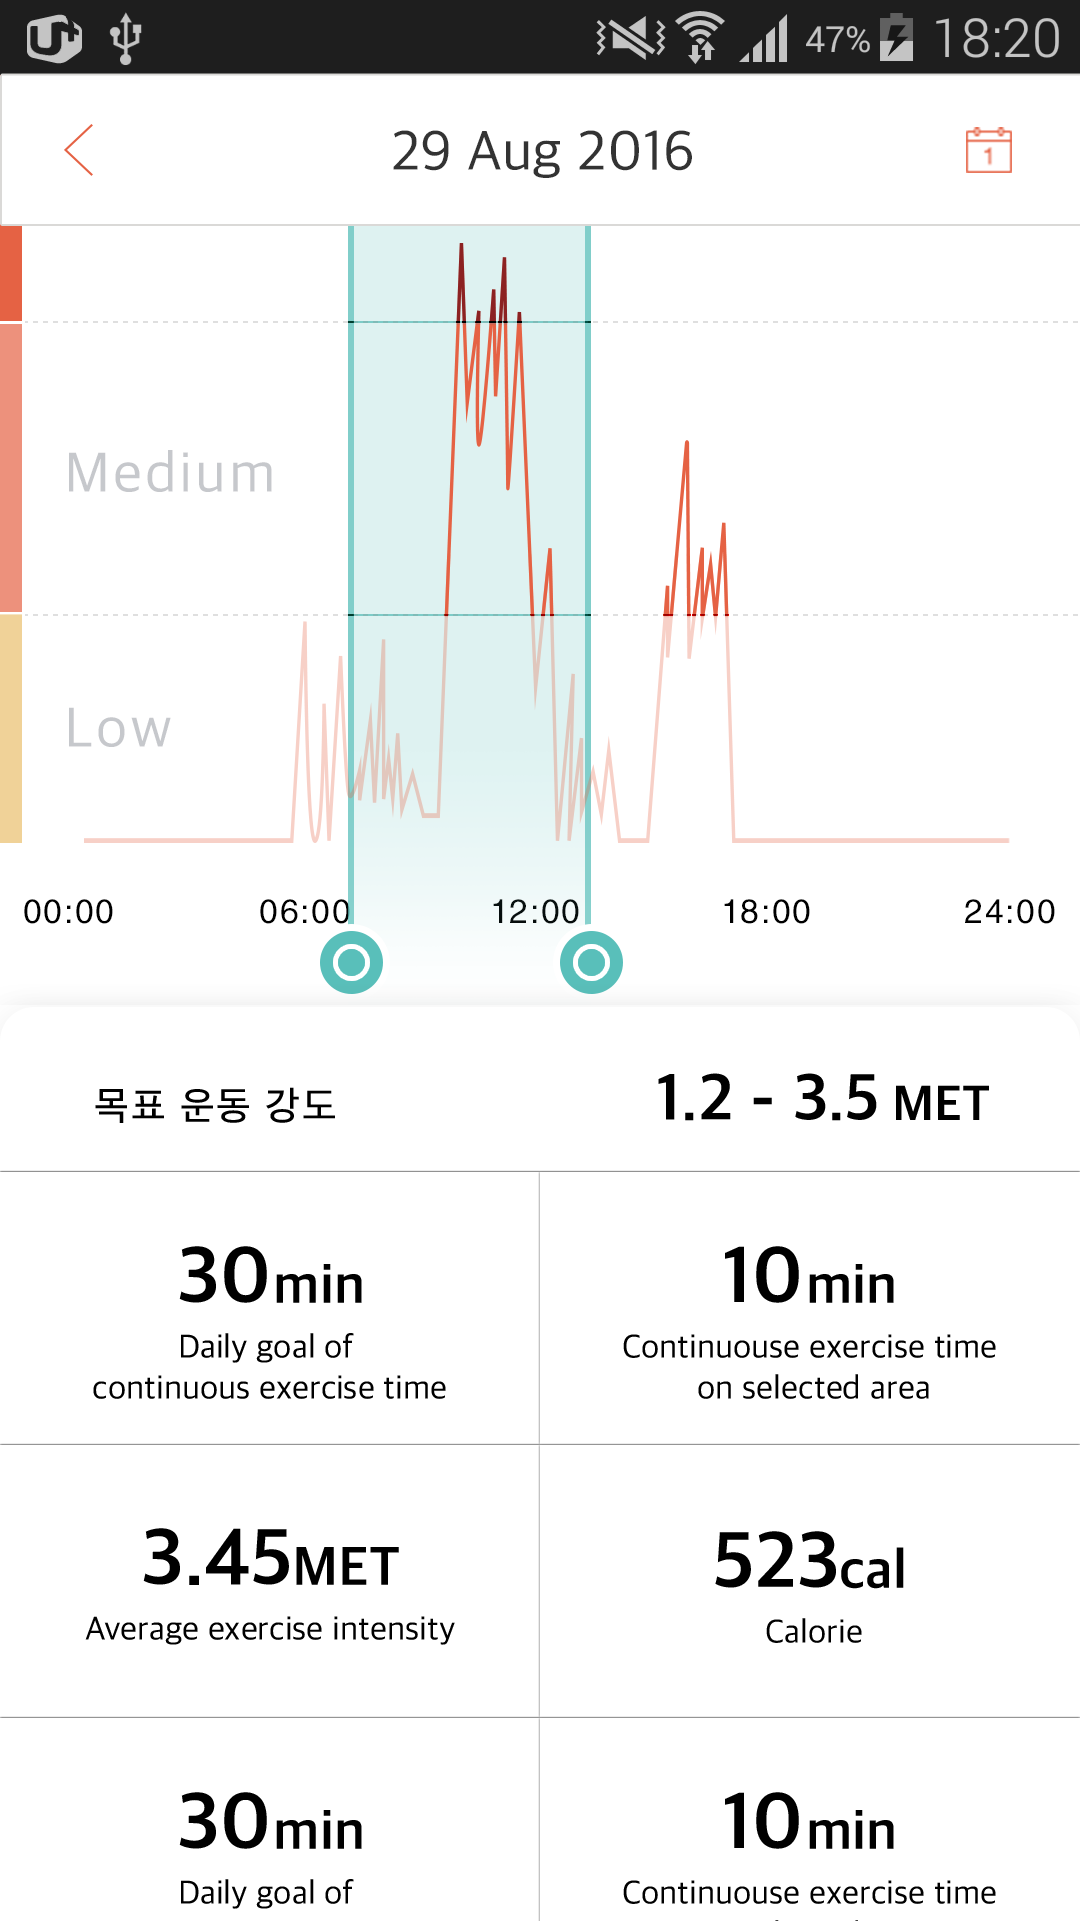 47% 18:20
29 Aug 2016
1
Medium
Low
00:00 06:00 12:00 18:00 24:00
목표 운동 강도 1.2 - 3.5 MET
30min
Daily goal of
continuous exercise time
10min
Continuouse exercise time
on selected area
3.45MET
Average exercise intensity
523cal
Calorie
30min
Daily goal of
10min
Continuouse exercise time